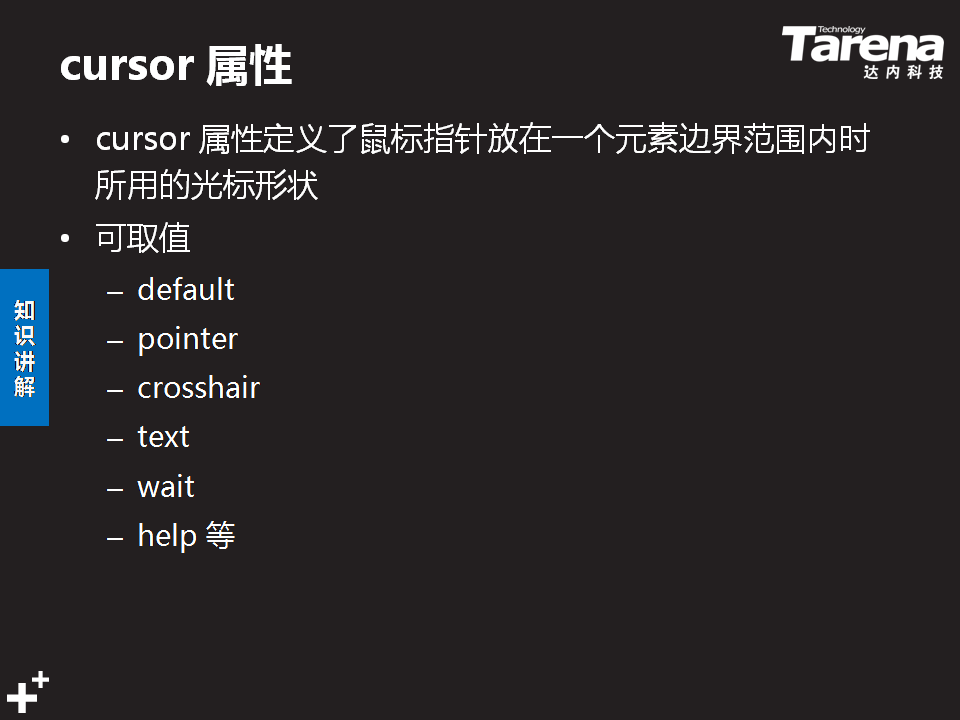 Technology
Tarena
达内科技
cursor 属性
• cursor 属性定义了鼠标指针放在一个元素边界范围内时
所用的光标形状
• 可取值
– default
– pointer
– crosshair
– text
– wait
– help 等
知识讲解